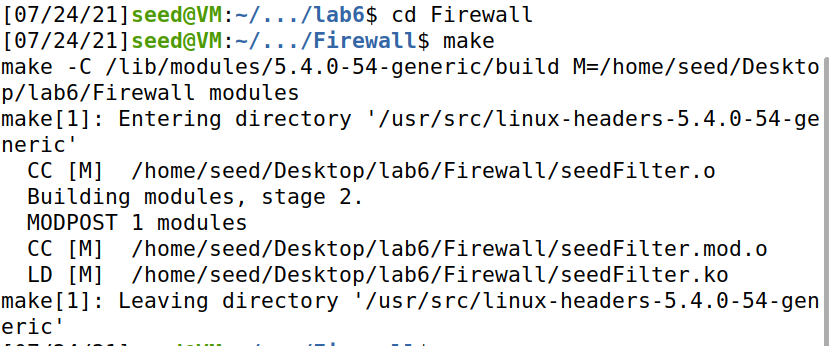 [07/24/21]seed@VM:~/.../lab6$ cd Firewall
[07/24/21]seed@VM:~/.../Firewall$ make
make -C /lib/modules/5.4.0-54-generic/build M=/home/seed/Deskto
p/lab6/Firewall modules
make[1]: Entering directory '/usr/src/linux-headers-5.4.0-54-ge
neric'
  CC [M]  /home/seed/Desktop/lab6/Firewall/seedFilter.o
  Building modules, stage 2.
  MODPOST 1 modules
  CC [M]  /home/seed/Desktop/lab6/Firewall/seedFilter.mod.o
  LD [M]  /home/seed/Desktop/lab6/Firewall/seedFilter.ko
make[1]: Leaving directory '/usr/src/linux-headers-5.4.0-54-gen
eric'